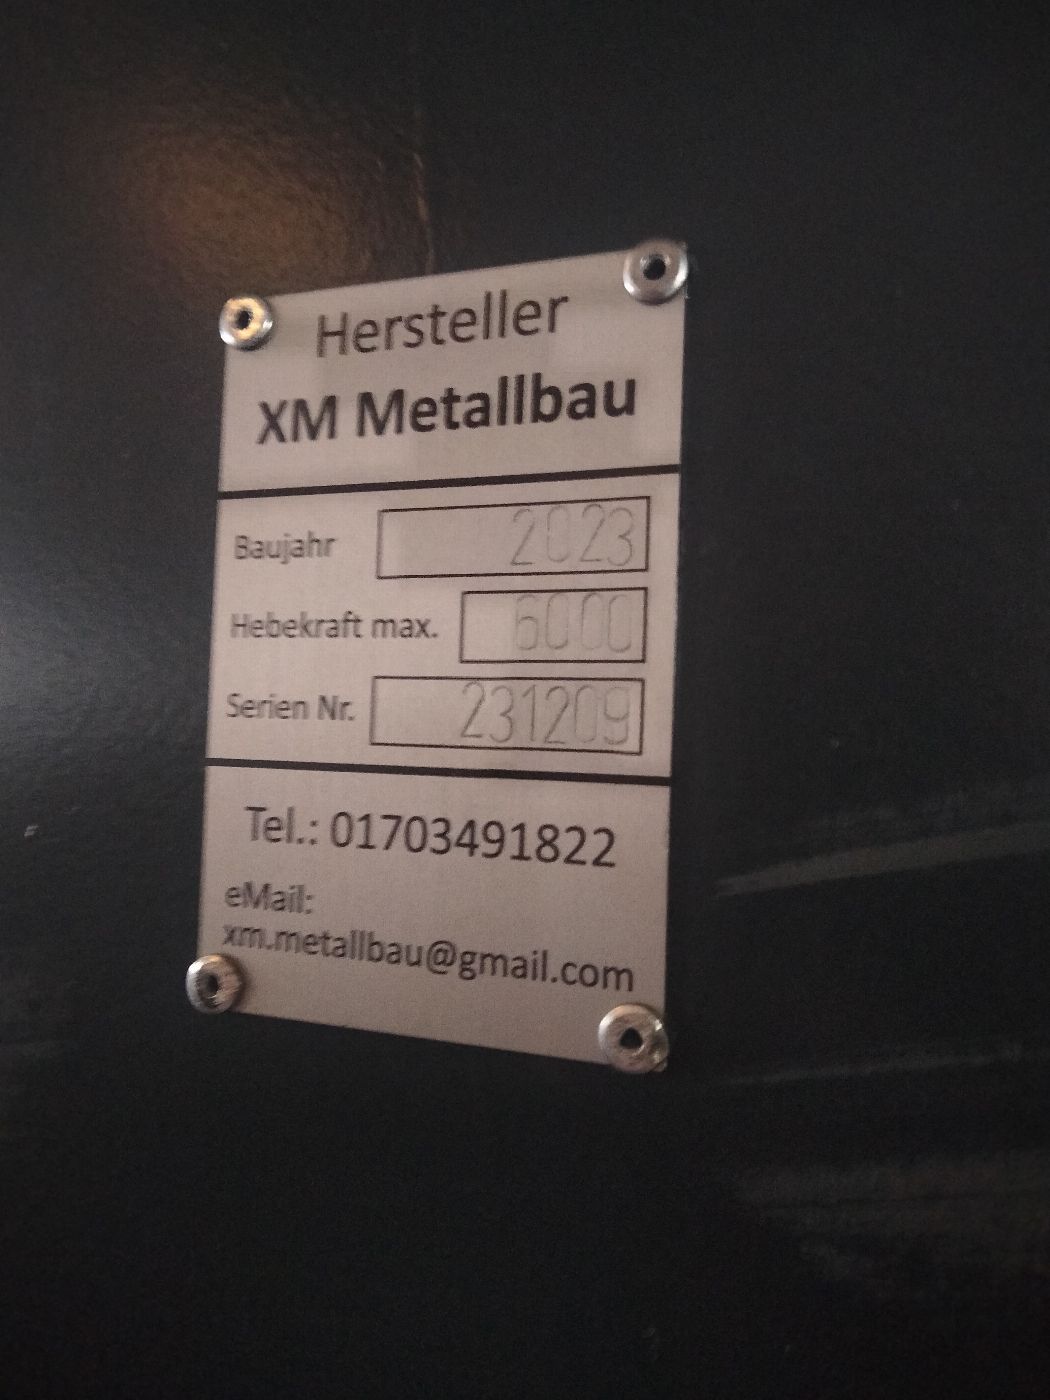 Hersteller
XM Metallbau
Baujahr 2023
Hebekraft max. 6000
Serien Nr. 231209
Tel.: 01703491822
eMail:
xm.metallbau@gmail.com